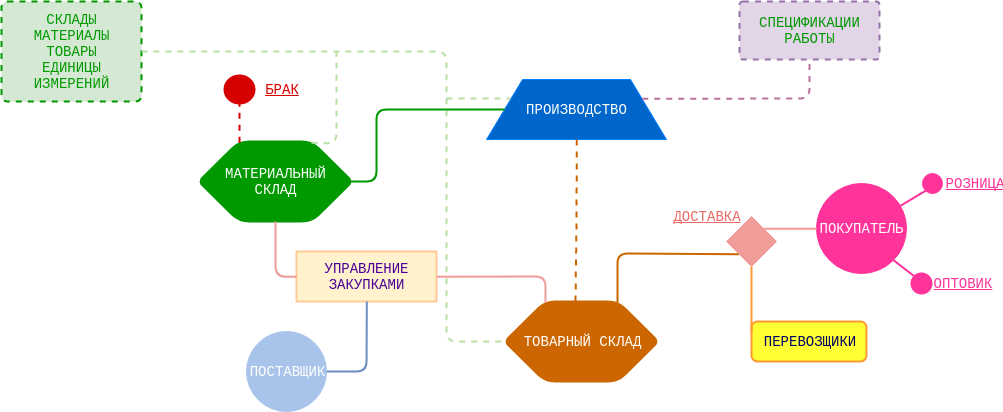 СКЛАДЫ
МАТЕРИАЛЫ
ТОВАРЫ
ЕДИНИЦЫ
ИЗМЕРЕНИЙ
СПЕЦИФИКАЦИИ
РАБОТЫ
БРАК
ПРОИЗВОДСТВО
МАТЕРИАЛЬНЫЙ
СКЛАД
РОЗНИЦА
ДОСТАВКА
ПОКУПАТЕЛЬ
УПРАВЛЕНИЕ
ЗАКУПКАМИ
ОПТОВИК
ТОВАРНЫЙ СКЛАД
ПЕРЕВОЗЩИКИ
ПОСТАВЩИК